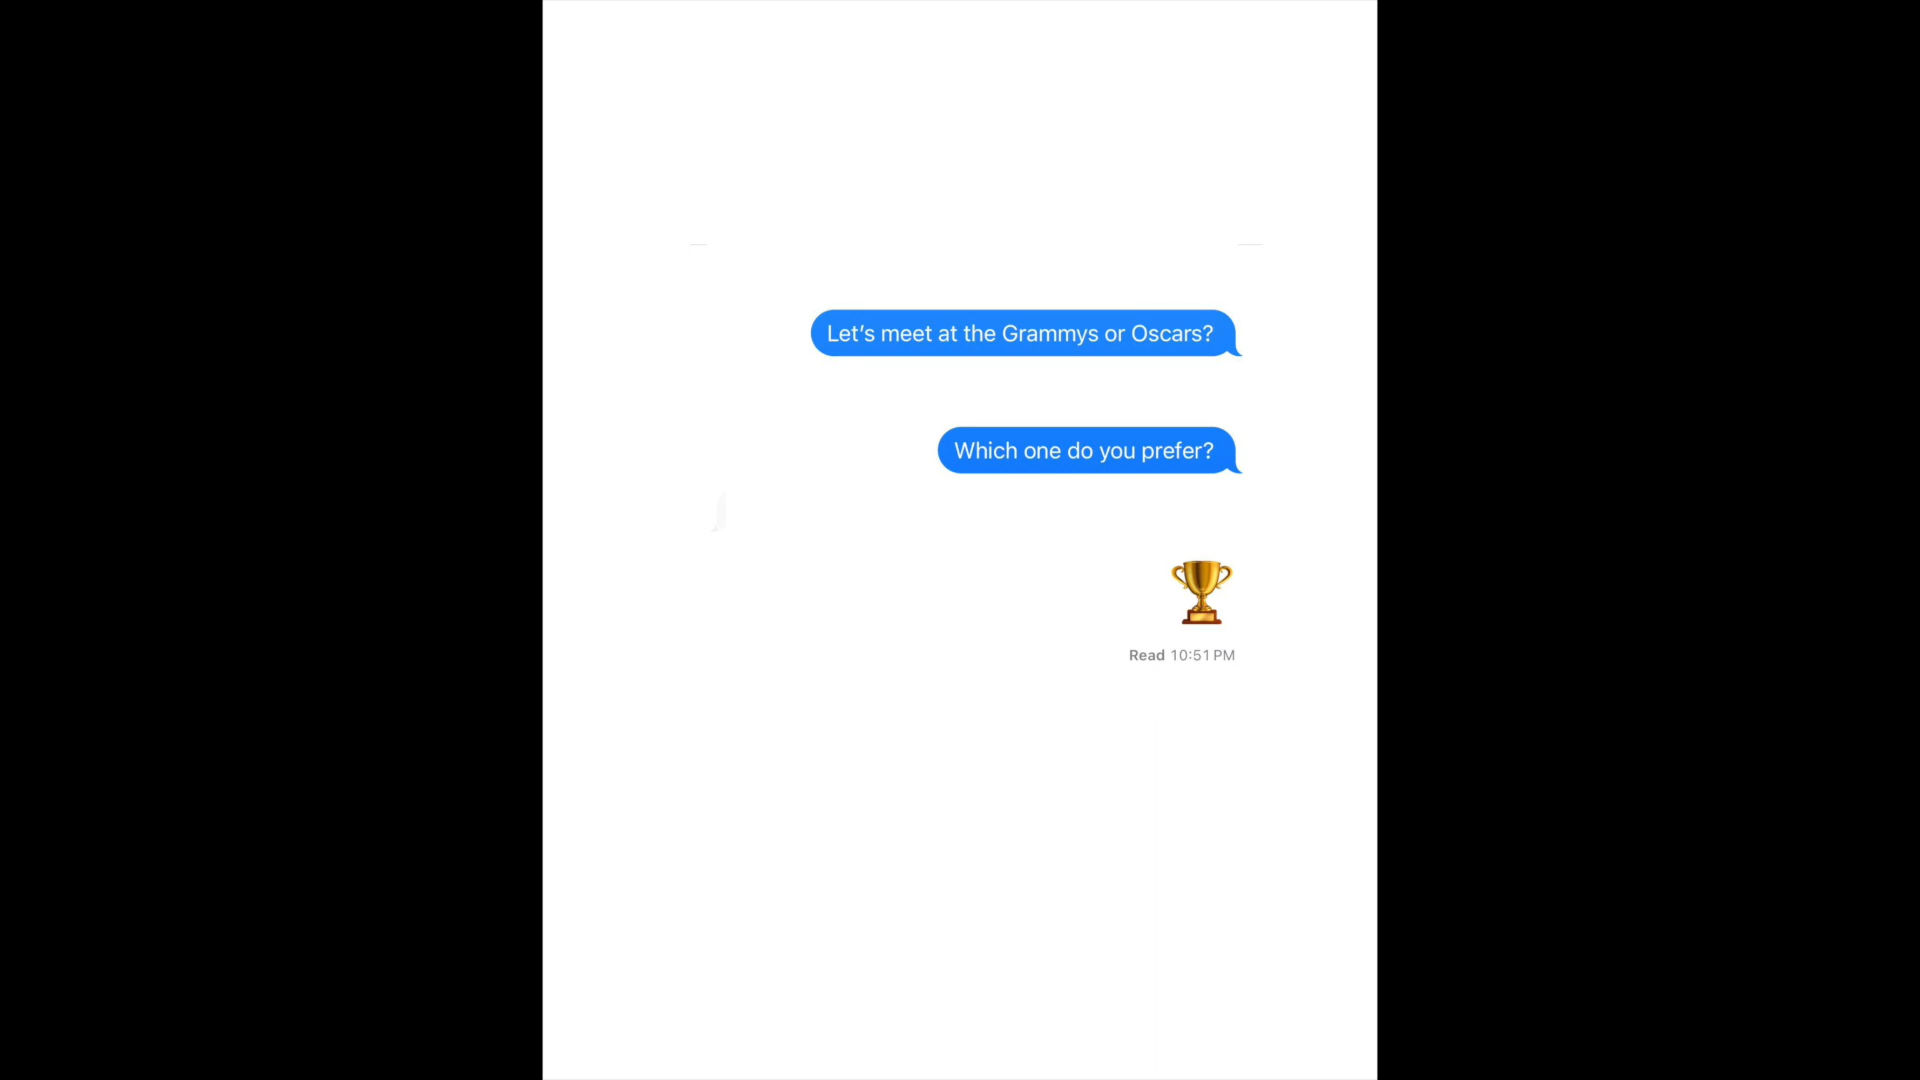 Let’s meet at the Grammys or Oscars?
Which one do you prefer?
🏆
Read 10:51 PM